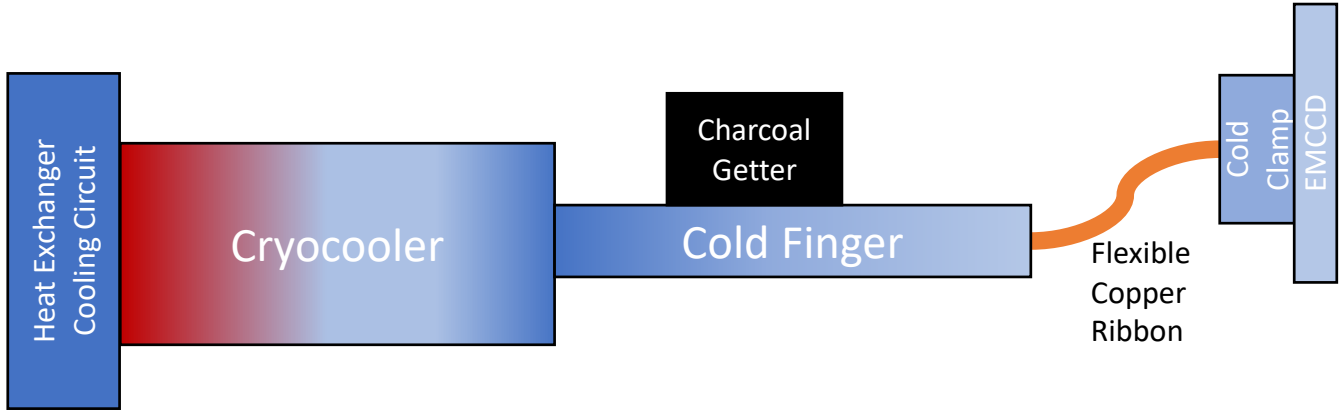 Heat Exchanger
Cooling Circuit
Cryocooler
Charcoal
Getter
Cold Finger
Flexible
Copper
Ribbon
Cold
Clamp
EMCCD